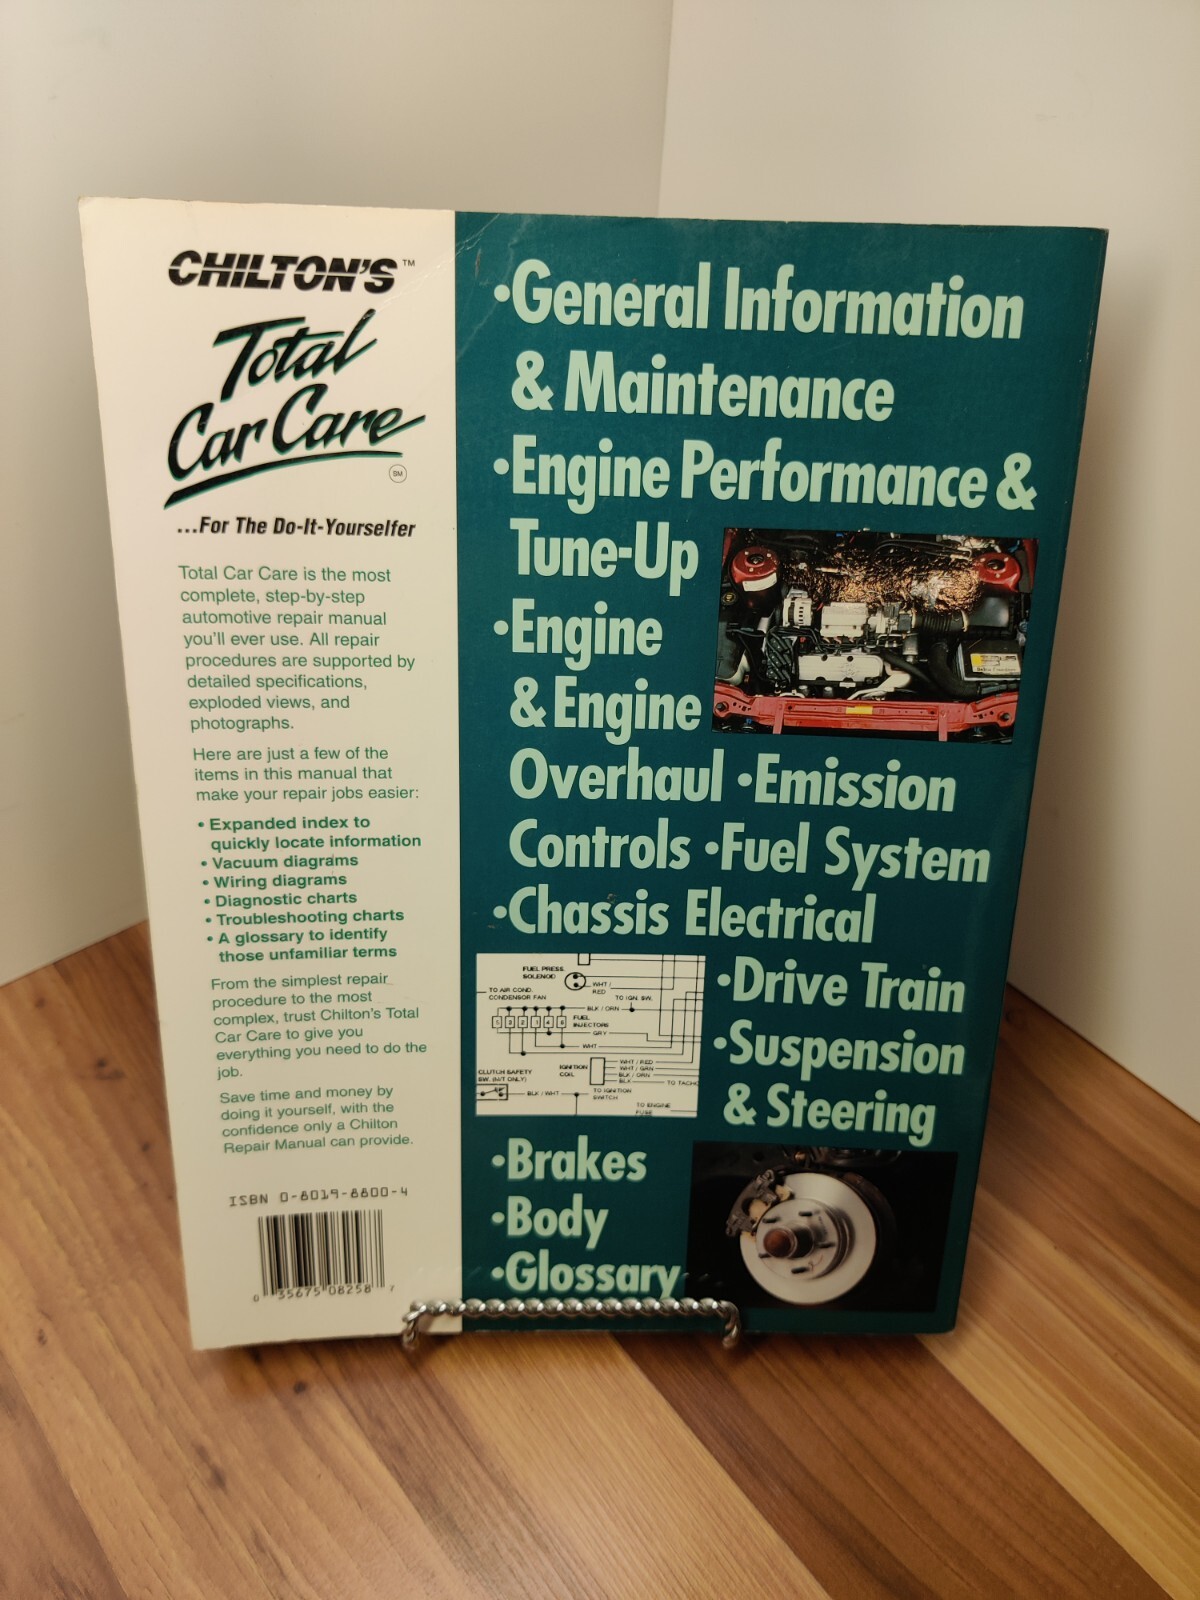 CHILTON'S™
Total
Car Care
SM
...For The Do-It-Yourselfer
Total Car Care is the most
complete, step-by-step
automotive repair manual
you'll ever use. All repair
procedures are supported by
detailed specifications,
exploded views, and
photographs.
Here are just a few of the
items in this manual that
make your repair jobs easier:
• Expanded index to
quickly locate information
• Vacuum diagrams
• Wiring diagrams
• Diagnostic charts
• Troubleshooting charts
• A glossary to identify
those unfamiliar terms
From the simplest repair
procedure to the most
complex, trust Chilton's Total
Car Care to give you
everything you need to do the
job.
Save time and money by
doing it yourself, with the
confidence only a Chilton
Repair Manual can provide.
ISBN 0-8019-8800-4
0 35675 08258 7
•General Information
& Maintenance
•Engine Performance &
Tune-Up
•Engine
& Engine
Overhaul •Emission
Controls •Fuel System
•Chassis Electrical
•Drive Train
•Suspension
& Steering
•Brakes
•Body
•Glossary
FUEL PRESS.
SOLENOID
WHT /
RED
TO AIR COND.
CONDENSOR FAN
TO IGN. SW.
BLK / ORN
FUEL
INJECTORS
GRY
WHT
IGNITION
COIL
WHT / RED
WHT / GRN
BLK / ORN
BLK
TO TACHO
CLUTCH SAFETY
SW. (M/T ONLY)
BLK / WHT
TO IGNITION
SWITCH
TO ENGINE
FUSE